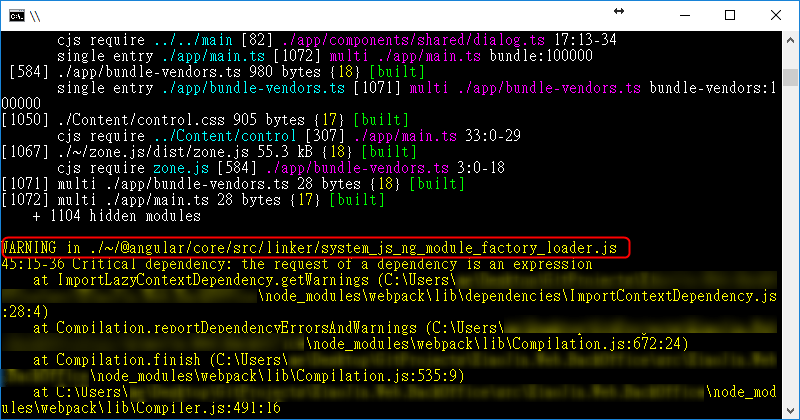 \\
cjs require ../../main [82] ./app/components/shared/dialog.ts 17:13-34
single entry ./app/main.ts [1072] multi ./app/main.ts bundle:100000
[584] ./app/bundle-vendors.ts 980 bytes {18} [built]
single entry ./app/bundle-vendors.ts [1071] multi ./app/bundle-vendors.ts bundle-vendors:1
00000
[1050] ./Content/control.css 905 bytes {17} [built]
cjs require ../Content/control [307] ./app/main.ts 33:0-29
[1067] ./~/zone.js/dist/zone.js 55.3 kB {18} [built]
cjs require zone.js [584] ./app/bundle-vendors.ts 3:0-18
[1071] multi ./app/bundle-vendors.ts 28 bytes {18} [built]
[1072] multi ./app/main.ts 28 bytes {17} [built]
+ 1104 hidden modules
WARNING in ./~/@angular/core/src/linker/system_js_ng_module_factory_loader.js
45:15-36 Critical dependency: the request of a dependency is an expression
at ImportLazyContextDependency.getWarnings (C:\Users\
\node_modules\webpack\lib\dependencies\ImportContextDependency.js
:28:4)
at Compilation.reportDependencyErrorsAndWarnings (C:\Users\
\node_modules\webpack\lib\Compilation.js:672:24)
at Compilation.finish (C:\Users\
\node_modules\webpack\lib\Compilation.js:535:9)
at C:\Users\ \node_mod
ules\webpack\lib\Compiler.js:491:16